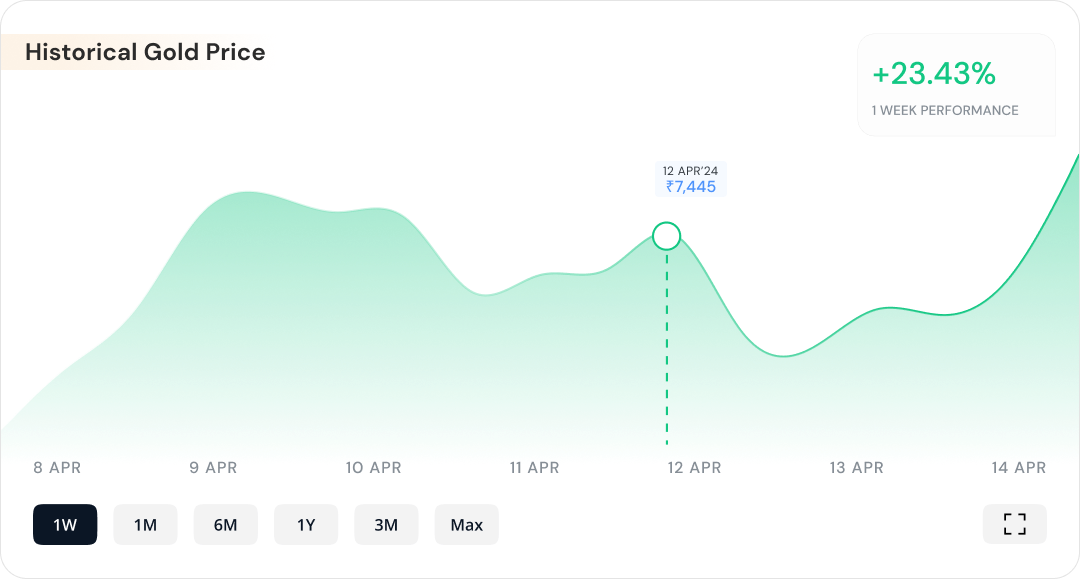 Historical Gold Price
+23.43%
1 WEEK PERFORMANCE
12 APR'24
₹7,445
8 APR 9 APR 10 APR 11 APR 12 APR 13 APR 14 APR
1W 1M 6M 1Y 3M Max